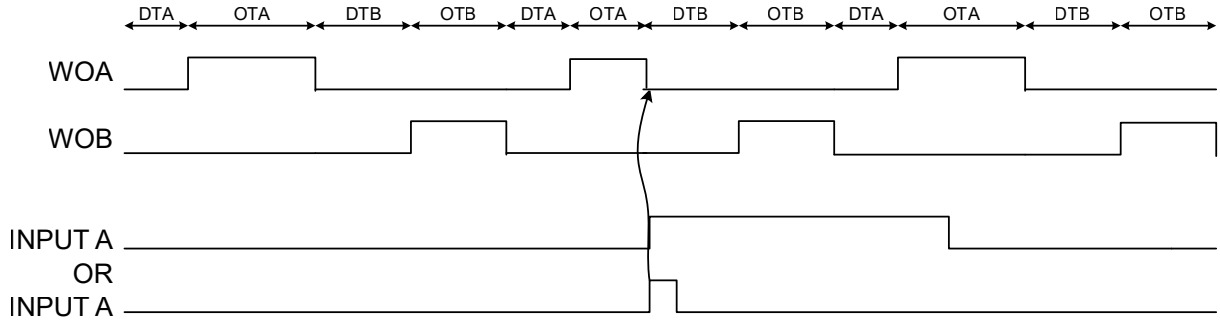 DTA OTA DTB OTB DTA OTA DTB OTB DTA OTA DTB OTB
WOA
WOB
INPUT A
OR
INPUT A